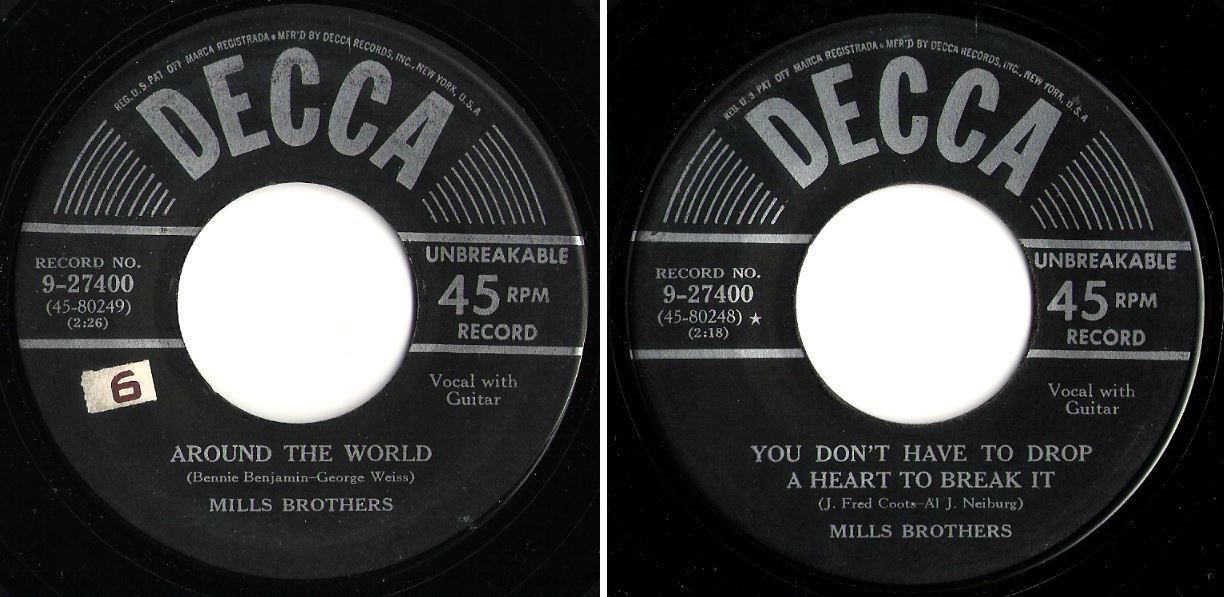 REG. U.S. PAT OFF MARCA REGISTRADA • MFR'D BY DECCA RECORDS, INC., NEW YORK, U.S.A
DECCA
RECORD NO.
9-27400
(45-80249)
(2:26)
UNBREAKABLE
45 RPM
RECORD
6
Vocal with
Guitar
AROUND THE WORLD
(Bennie Benjamin-George Weiss)
MILLS BROTHERS
REG. U.S. PAT OFF MARCA REGISTRADA • MFR'D BY DECCA RECORDS, INC., NEW YORK, U.S.A
DECCA
RECORD NO.
9-27400
(45-80248) ★
(2:18)
UNBREAKABLE
45 RPM
RECORD
Vocal with
Guitar
YOU DON'T HAVE TO DROP
A HEART TO BREAK IT
(J. Fred Coots-Al J. Neiburg)
MILLS BROTHERS